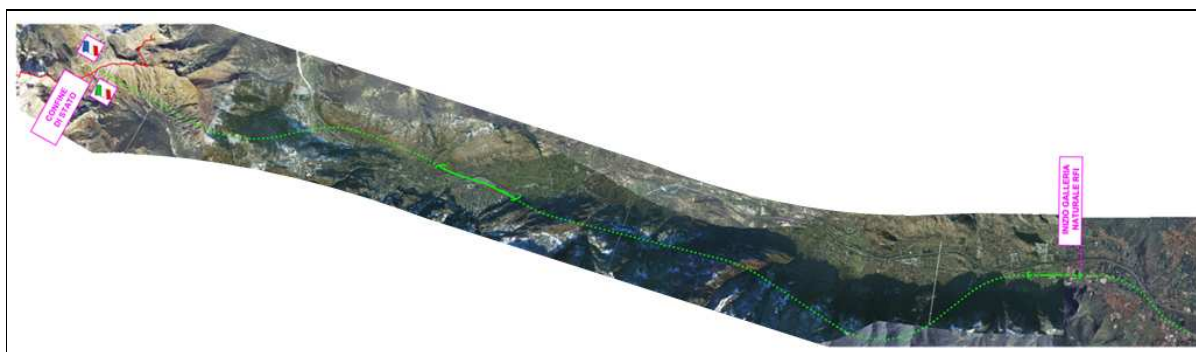 CONFINE
DI STATO
INIZIO GALLERIA
NATURALE RFI